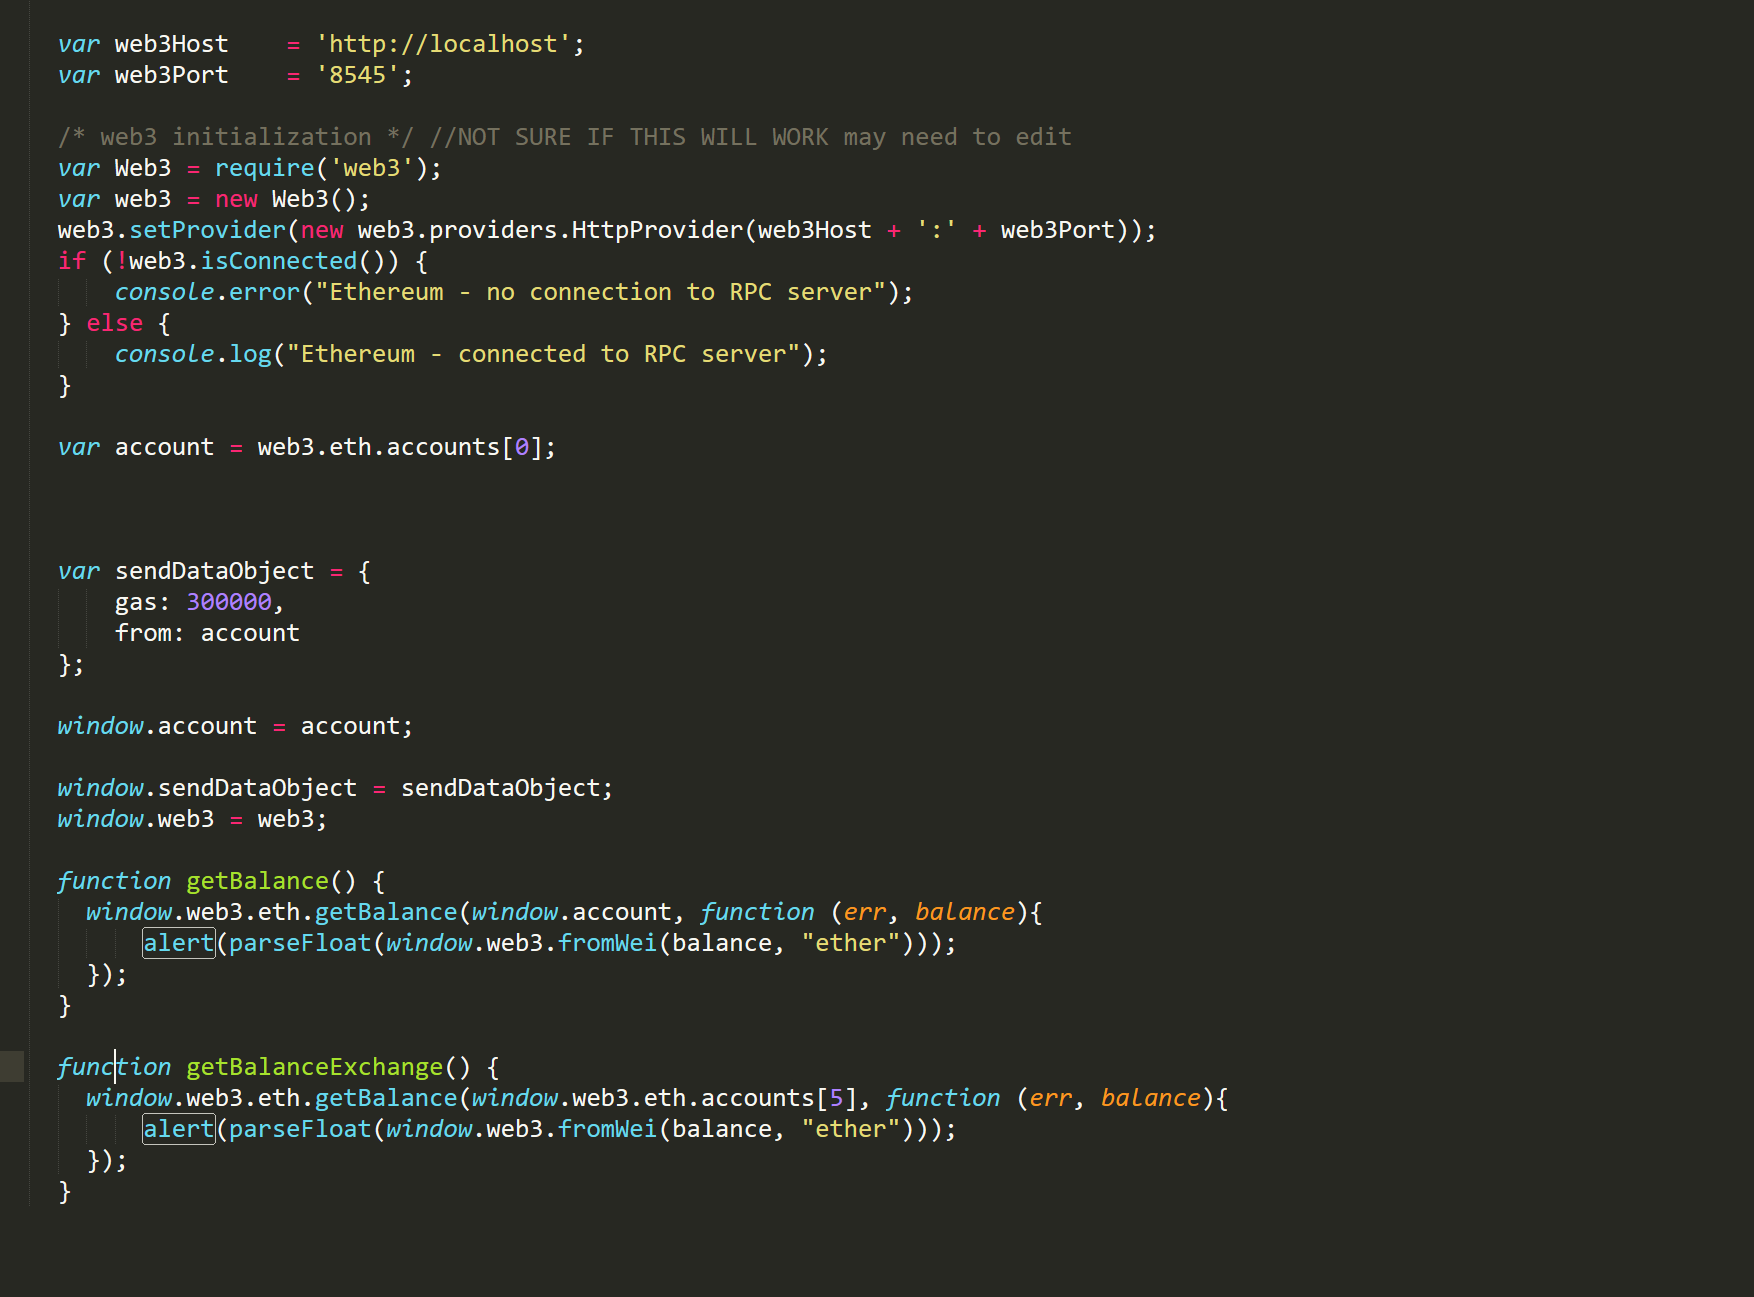 var web3Host    = 'http://localhost';
var web3Port    = '8545';
/* web3 initialization */ //NOT SURE IF THIS WILL WORK may need to edit
var Web3 = require('web3');
var web3 = new Web3();
web3.setProvider(new web3.providers.HttpProvider(web3Host + ':' + web3Port));
if (!web3.isConnected()) {
    console.error("Ethereum - no connection to RPC server");
} else {
    console.log("Ethereum - connected to RPC server");
}
var account = web3.eth.accounts[0];
var sendDataObject = {
    gas: 300000,
    from: account
};
window.account = account;
window.sendDataObject = sendDataObject;
window.web3 = web3;
function getBalance() {
  window.web3.eth.getBalance(window.account, function (err, balance){
      alert(parseFloat(window.web3.fromWei(balance, "ether")));
  });
}
function getBalanceExchange() {
  window.web3.eth.getBalance(window.web3.eth.accounts[5], function (err, balance){
      alert(parseFloat(window.web3.fromWei(balance, "ether")));
  });
}